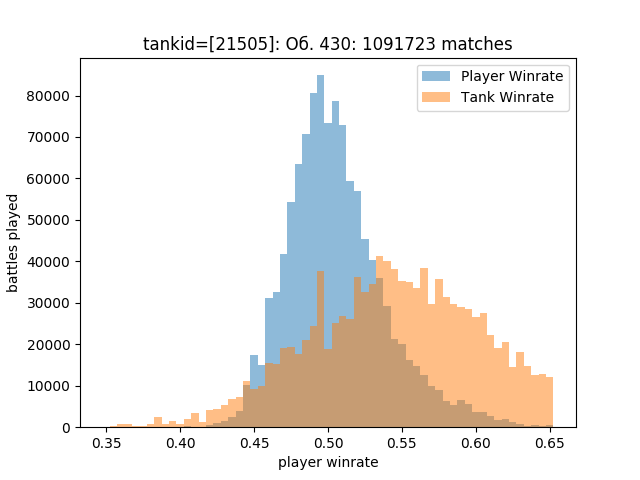 tankid=[21505]: Об. 430: 1091723 matches
Player Winrate
Tank Winrate
battles played
80000
70000
60000
50000
40000
30000
20000
10000
0
0.35 0.40 0.45 0.50 0.55 0.60 0.65
player winrate